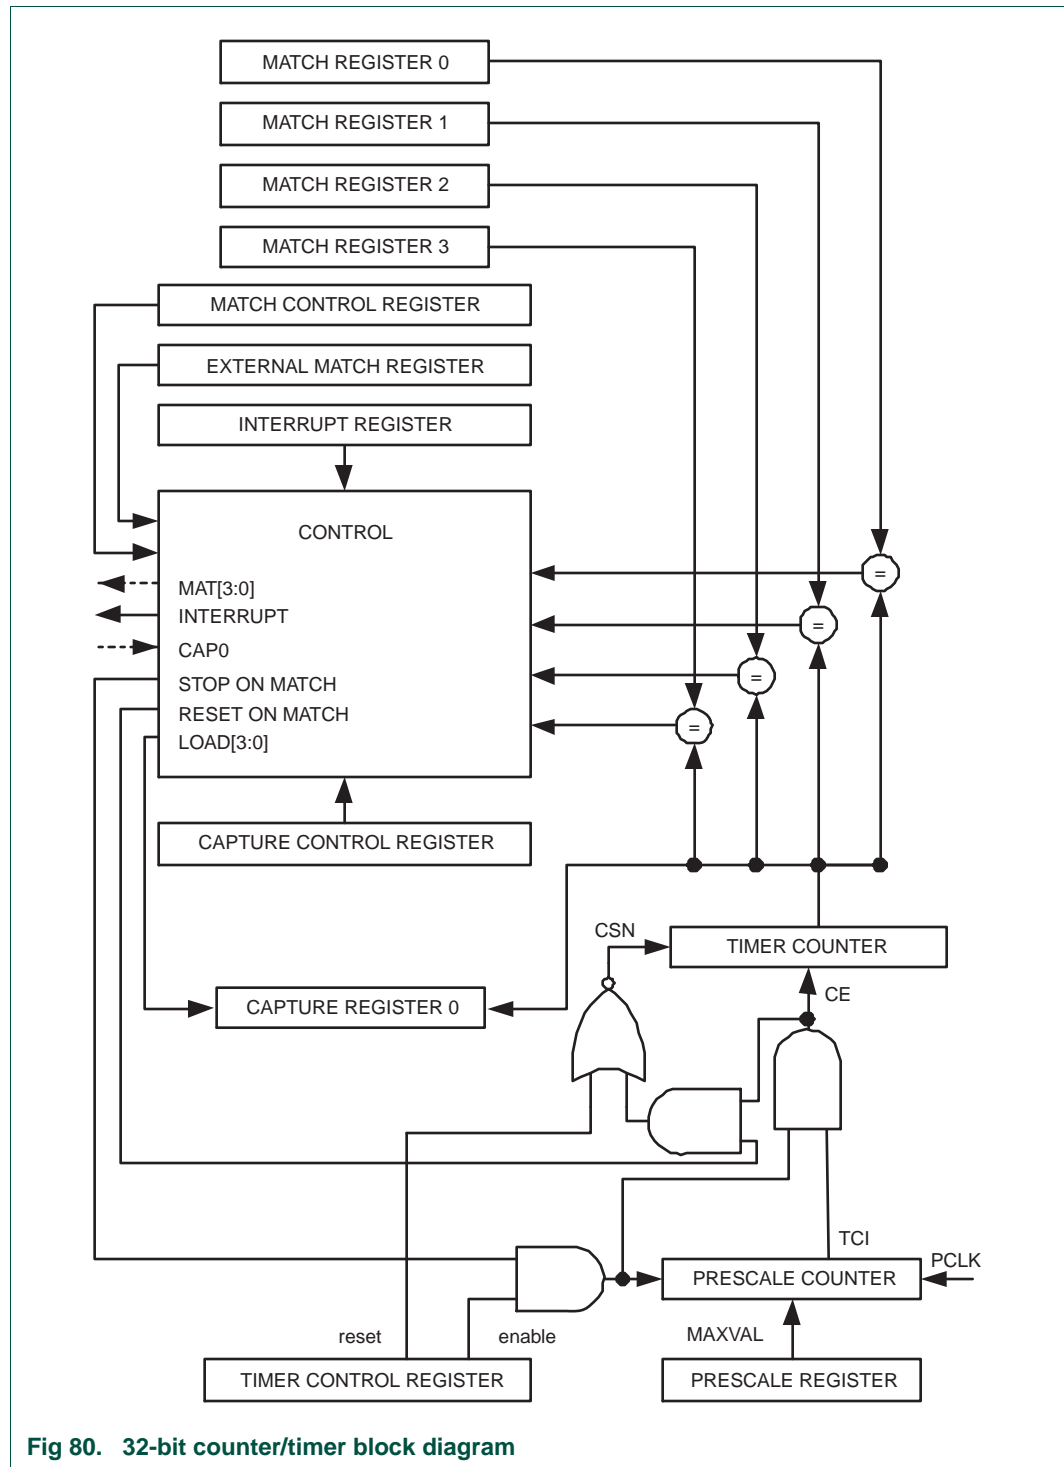 MATCH REGISTER 0
MATCH REGISTER 1
MATCH REGISTER 2
MATCH REGISTER 3
MATCH CONTROL REGISTER
EXTERNAL MATCH REGISTER
INTERRUPT REGISTER
CONTROL
=
MAT[3:0]
INTERRUPT
=
CAP0
STOP ON MATCH
=
RESET ON MATCH
=
LOAD[3:0]
CAPTURE CONTROL REGISTER
CSN
TIMER COUNTER
CE
CAPTURE REGISTER 0
TCI
PCLK
PRESCALE COUNTER
reset
enable
MAXVAL
TIMER CONTROL REGISTER
PRESCALE REGISTER
Fig 80. 32-bit counter/timer block diagram